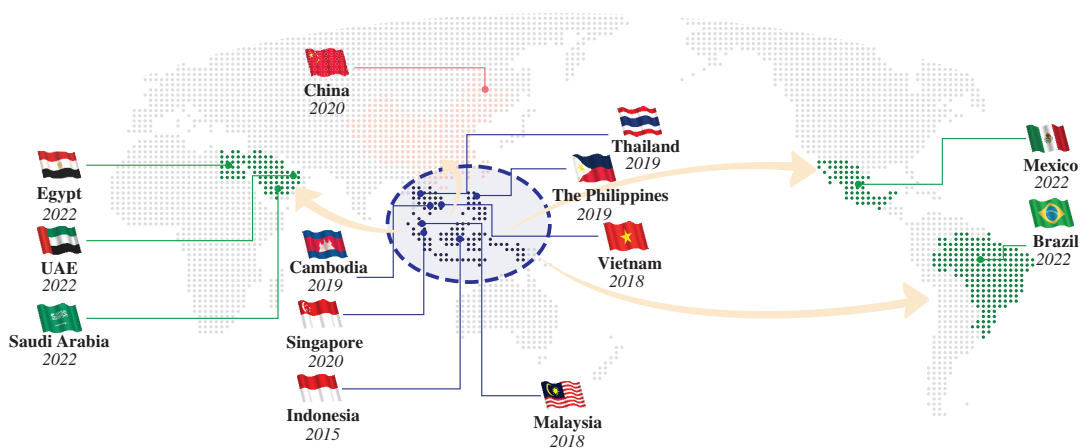 China
2020
Thailand
2019
Egypt
2022
The Philippines
2019
Mexico
2022
UAE
2022
Cambodia
2019
Vietnam
2018
Brazil
2022
Saudi Arabia
2022
Singapore
2020
Indonesia
2015
Malaysia
2018